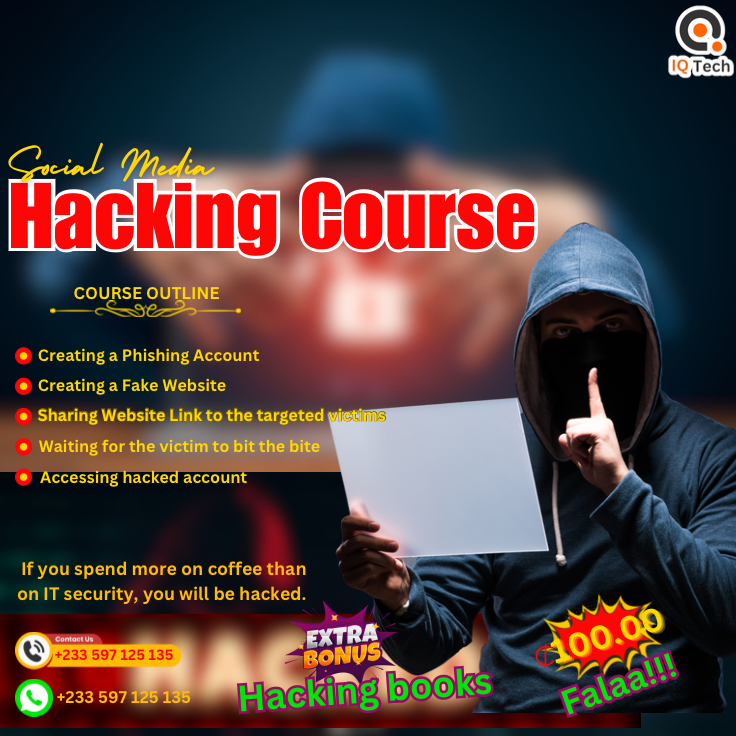 IQ Tech
Social Media
Hacking Course
COURSE OUTLINE
Creating a Phishing Account
Creating a Fake Website
Sharing Website Link to the targeted victims
Waiting for the victim to bit the bite
Accessing hacked account
If you spend more on coffee than
on IT security, you will be hacked.
Contact Us
+233 597 125 135
+233 597 125 135
EXTRA
BONUS
Hacking books
₵100.00
Falaa!!!